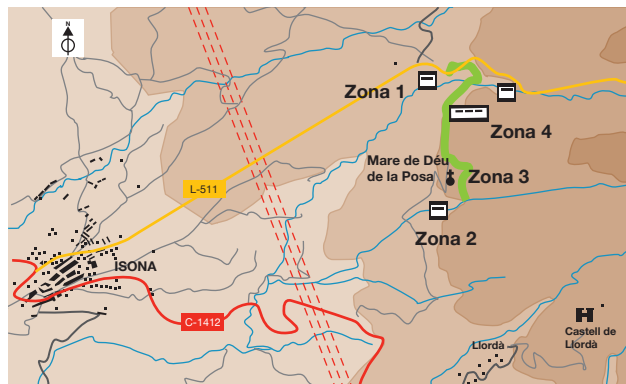 N
Zona 1
Zona 4
Mare de Déu
de la Posa
Zona 3
L-511
Zona 2
ISONA
C-1412
Castell de
Llordà
Llordà